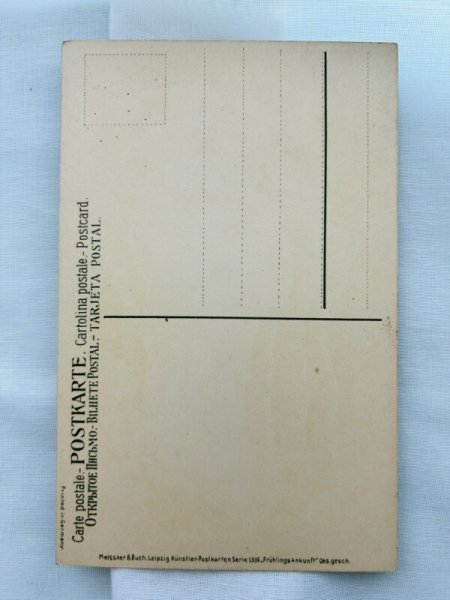 Carte postale.- POSTKARTE. Cartolina postale.- Postcard.
ОТКРЫТОЕ ПИСЬМО.- BILHETE POSTAL.- TARJETA POSTAL.
Printed in Germany.
Meissner & Buch, Leipzig. Künstler-Postkarten Serie 1916. „Frühlings Ankunft“ Ges. gesch.